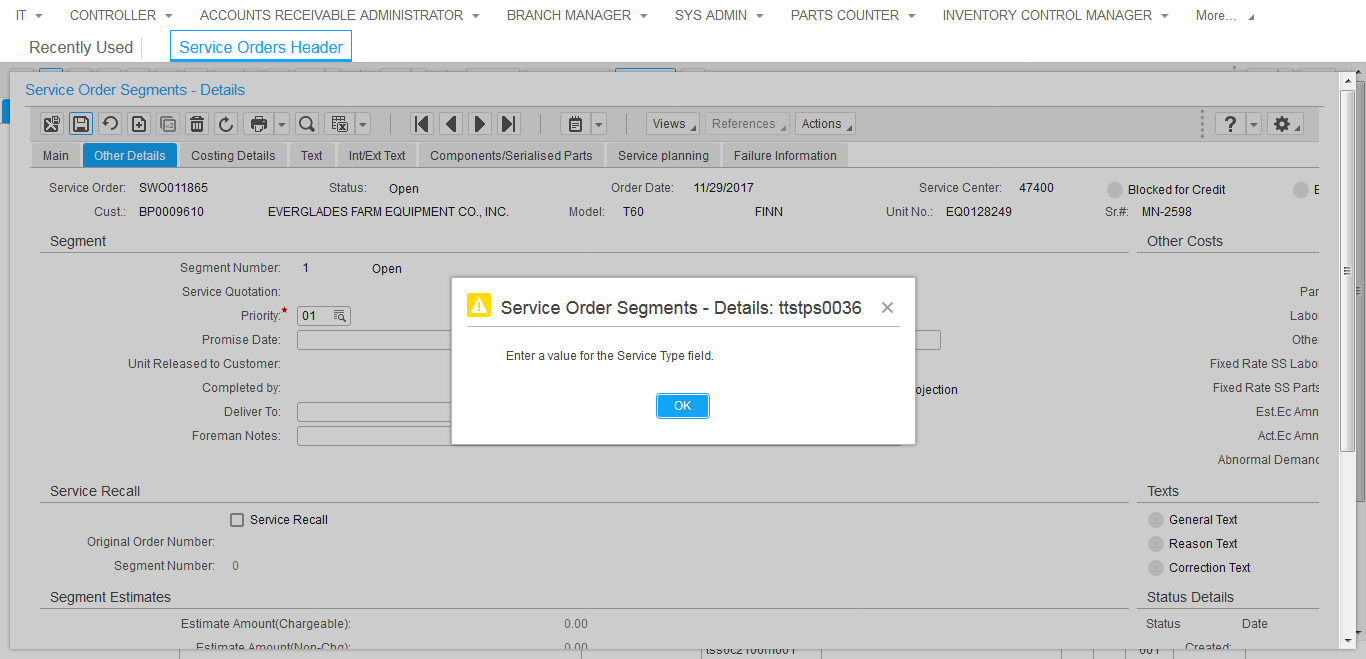 IT CONTROLLER ACCOUNTS RECEIVABLE ADMINISTRATOR BRANCH MANAGER SYS ADMIN PARTS COUNTER INVENTORY CONTROL MANAGER More...
Recently Used Service Orders Header
Service Order Segments - Details
Views References Actions ?
Main Other Details Costing Details Text Int/Ext Text Components/Serialised Parts Service planning Failure Information
Service Order: SWO011865 Status: Open Order Date: 11/29/2017 Service Center: 47400 Blocked for Credit
Cust.: BP0009610 EVERGLADES FARM EQUIPMENT CO., INC. Model: T60 FINN Unit No.: EQ0128249 Sr.#: MN-2598
Segment Other Costs
Segment Number: 1 Open
Service Quotation: Par
Priority:* 01 Labo
Promise Date: Othe
Unit Released to Customer: Fixed Rate SS Labo
Completed by: ojection Fixed Rate SS Parts
Deliver To: Est.Ec Amn
Foreman Notes: Act.Ec Amn
Abnormal Demand
Service Order Segments - Details: ttstps0036
Enter a value for the Service Type field.
OK
Service Recall Texts
Service Recall General Text
Original Order Number: Reason Text
Segment Number: 0 Correction Text
Segment Estimates Status Details
Estimate Amount(Chargeable): 0.00 Status Date
Estimate Amount(Non-Chg): 0.00 Created: